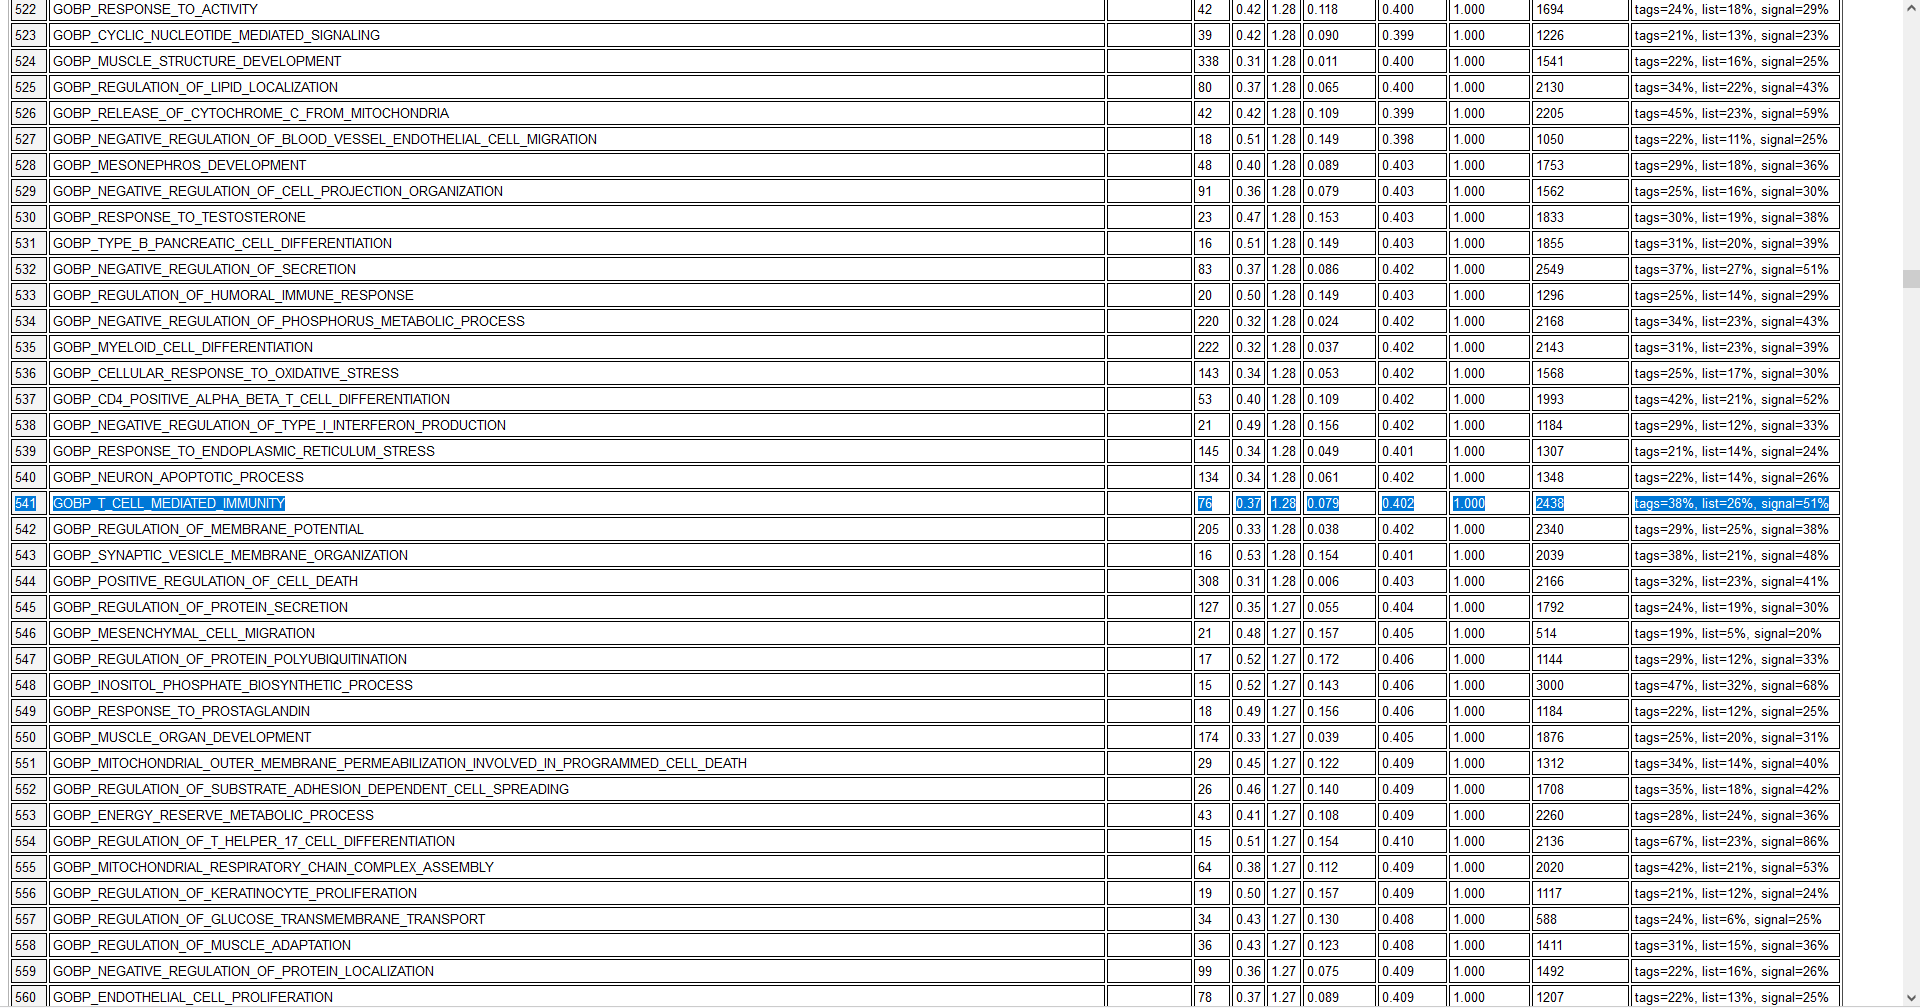 522 GOBP_RESPONSE_TO_ACTIVITY 42 0.42 1.28 0.118 0.400 1.000 1694 tags=24%, list=18%, signal=29%
523 GOBP_CYCLIC_NUCLEOTIDE_MEDIATED_SIGNALING 39 0.42 1.28 0.090 0.399 1.000 1226 tags=21%, list=13%, signal=23%
524 GOBP_MUSCLE_STRUCTURE_DEVELOPMENT 338 0.31 1.28 0.011 0.400 1.000 1541 tags=22%, list=16%, signal=25%
525 GOBP_REGULATION_OF_LIPID_LOCALIZATION 80 0.37 1.28 0.065 0.400 1.000 2130 tags=34%, list=22%, signal=43%
526 GOBP_RELEASE_OF_CYTOCHROME_C_FROM_MITOCHONDRIA 42 0.42 1.28 0.109 0.399 1.000 2205 tags=45%, list=23%, signal=59%
527 GOBP_NEGATIVE_REGULATION_OF_BLOOD_VESSEL_ENDOTHELIAL_CELL_MIGRATION 18 0.51 1.28 0.149 0.398 1.000 1050 tags=22%, list=11%, signal=25%
528 GOBP_MESONEPHROS_DEVELOPMENT 48 0.40 1.28 0.089 0.403 1.000 1753 tags=29%, list=18%, signal=36%
529 GOBP_NEGATIVE_REGULATION_OF_CELL_PROJECTION_ORGANIZATION 91 0.36 1.28 0.079 0.403 1.000 1562 tags=25%, list=16%, signal=30%
530 GOBP_RESPONSE_TO_TESTOSTERONE 23 0.47 1.28 0.153 0.403 1.000 1833 tags=30%, list=19%, signal=38%
531 GOBP_TYPE_B_PANCREATIC_CELL_DIFFERENTIATION 16 0.51 1.28 0.149 0.403 1.000 1855 tags=31%, list=20%, signal=39%
532 GOBP_NEGATIVE_REGULATION_OF_SECRETION 83 0.37 1.28 0.086 0.402 1.000 2549 tags=37%, list=27%, signal=51%
533 GOBP_REGULATION_OF_HUMORAL_IMMUNE_RESPONSE 20 0.50 1.28 0.149 0.403 1.000 1296 tags=25%, list=14%, signal=29%
534 GOBP_NEGATIVE_REGULATION_OF_PHOSPHORUS_METABOLIC_PROCESS 220 0.32 1.28 0.024 0.402 1.000 2168 tags=34%, list=23%, signal=43%
535 GOBP_MYELOID_CELL_DIFFERENTIATION 222 0.32 1.28 0.037 0.402 1.000 2143 tags=31%, list=23%, signal=39%
536 GOBP_CELLULAR_RESPONSE_TO_OXIDATIVE_STRESS 143 0.34 1.28 0.053 0.402 1.000 1568 tags=25%, list=17%, signal=30%
537 GOBP_CD4_POSITIVE_ALPHA_BETA_T_CELL_DIFFERENTIATION 53 0.40 1.28 0.109 0.402 1.000 1993 tags=42%, list=21%, signal=52%
538 GOBP_NEGATIVE_REGULATION_OF_TYPE_I_INTERFERON_PRODUCTION 21 0.49 1.28 0.156 0.402 1.000 1184 tags=29%, list=12%, signal=33%
539 GOBP_RESPONSE_TO_ENDOPLASMIC_RETICULUM_STRESS 145 0.34 1.28 0.049 0.401 1.000 1307 tags=21%, list=14%, signal=24%
540 GOBP_NEURON_APOPTOTIC_PROCESS 134 0.34 1.28 0.061 0.402 1.000 1348 tags=22%, list=14%, signal=26%
541 GOBP_T_CELL_MEDIATED_IMMUNITY 76 0.37 1.28 0.079 0.402 1.000 2438 tags=38%, list=26%, signal=51%
542 GOBP_REGULATION_OF_MEMBRANE_POTENTIAL 205 0.33 1.28 0.038 0.402 1.000 2340 tags=29%, list=25%, signal=38%
543 GOBP_SYNAPTIC_VESICLE_MEMBRANE_ORGANIZATION 16 0.53 1.28 0.154 0.401 1.000 2039 tags=38%, list=21%, signal=48%
544 GOBP_POSITIVE_REGULATION_OF_CELL_DEATH 308 0.31 1.28 0.006 0.403 1.000 2166 tags=32%, list=23%, signal=41%
545 GOBP_REGULATION_OF_PROTEIN_SECRETION 127 0.35 1.27 0.055 0.404 1.000 1792 tags=24%, list=19%, signal=30%
546 GOBP_MESENCHYMAL_CELL_MIGRATION 21 0.48 1.27 0.157 0.405 1.000 514 tags=19%, list=5%, signal=20%
547 GOBP_REGULATION_OF_PROTEIN_POLYUBIQUITINATION 17 0.52 1.27 0.172 0.406 1.000 1144 tags=29%, list=12%, signal=33%
548 GOBP_INOSITOL_PHOSPHATE_BIOSYNTHETIC_PROCESS 15 0.52 1.27 0.143 0.406 1.000 3000 tags=47%, list=32%, signal=68%
549 GOBP_RESPONSE_TO_PROSTAGLANDIN 18 0.49 1.27 0.156 0.406 1.000 1184 tags=22%, list=12%, signal=25%
550 GOBP_MUSCLE_ORGAN_DEVELOPMENT 174 0.33 1.27 0.039 0.405 1.000 1876 tags=25%, list=20%, signal=31%
551 GOBP_MITOCHONDRIAL_OUTER_MEMBRANE_PERMEABILIZATION_INVOLVED_IN_PROGRAMMED_CELL_DEATH 29 0.45 1.27 0.122 0.409 1.000 1312 tags=34%, list=14%, signal=40%
552 GOBP_REGULATION_OF_SUBSTRATE_ADHESION_DEPENDENT_CELL_SPREADING 26 0.46 1.27 0.140 0.409 1.000 1708 tags=35%, list=18%, signal=42%
553 GOBP_ENERGY_RESERVE_METABOLIC_PROCESS 43 0.41 1.27 0.108 0.409 1.000 2260 tags=28%, list=24%, signal=36%
554 GOBP_REGULATION_OF_T_HELPER_17_CELL_DIFFERENTIATION 15 0.51 1.27 0.154 0.410 1.000 2136 tags=67%, list=23%, signal=86%
555 GOBP_MITOCHONDRIAL_RESPIRATORY_CHAIN_COMPLEX_ASSEMBLY 64 0.38 1.27 0.112 0.409 1.000 2020 tags=42%, list=21%, signal=53%
556 GOBP_REGULATION_OF_KERATINOCYTE_PROLIFERATION 19 0.50 1.27 0.157 0.409 1.000 1117 tags=21%, list=12%, signal=24%
557 GOBP_REGULATION_OF_GLUCOSE_TRANSMEMBRANE_TRANSPORT 34 0.43 1.27 0.130 0.408 1.000 588 tags=24%, list=6%, signal=25%
558 GOBP_REGULATION_OF_MUSCLE_ADAPTATION 36 0.43 1.27 0.123 0.408 1.000 1411 tags=31%, list=15%, signal=36%
559 GOBP_NEGATIVE_REGULATION_OF_PROTEIN_LOCALIZATION 99 0.36 1.27 0.075 0.409 1.000 1492 tags=22%, list=16%, signal=26%
560 GOBP_ENDOTHELIAL_CELL_PROLIFERATION 78 0.37 1.27 0.089 0.409 1.000 1207 tags=22%, list=13%, signal=25%